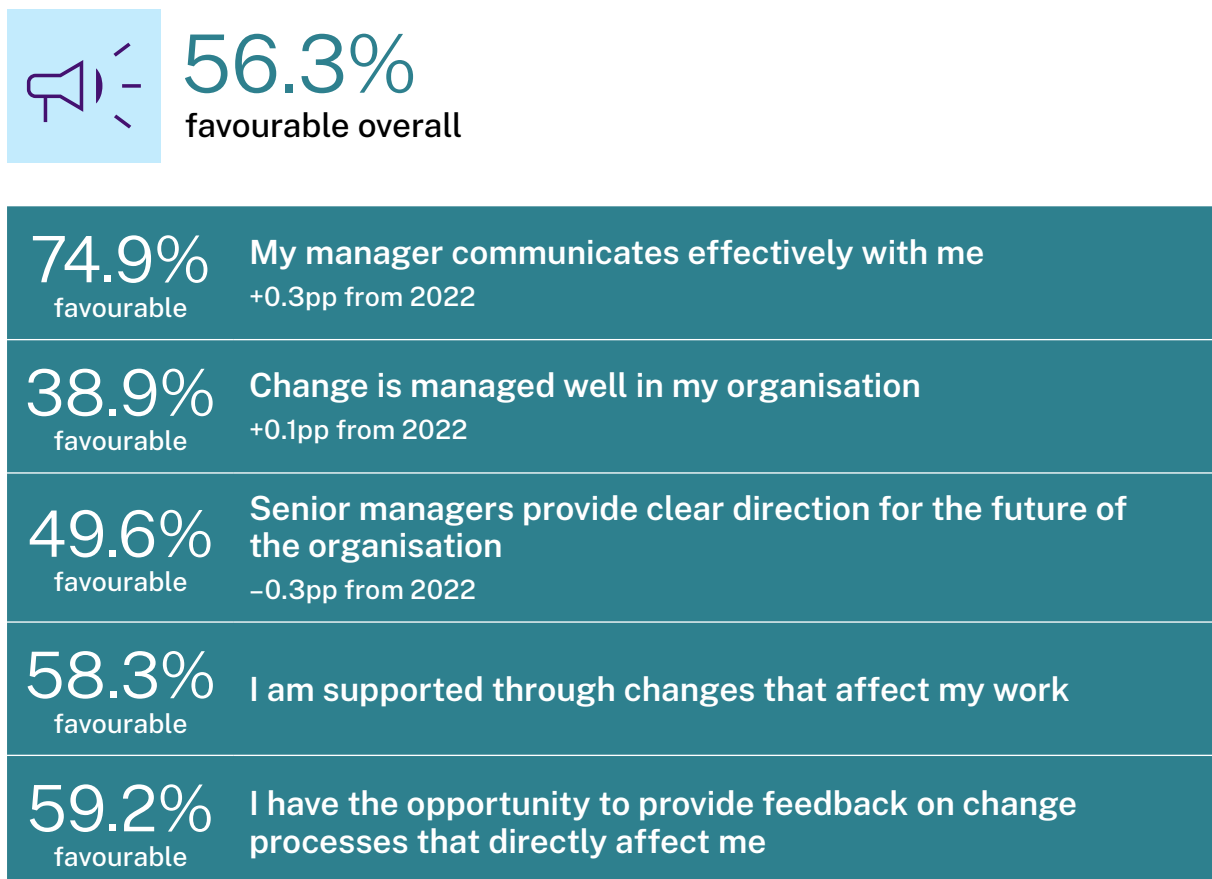 56.3%
favourable overall
74.9%
favourable
My manager communicates effectively with me
+0.3pp from 2022
38.9%
favourable
Change is managed well in my organisation
+0.1pp from 2022
49.6%
favourable
Senior managers provide clear direction for the future of
the organisation
–0.3pp from 2022
58.3%
favourable
I am supported through changes that affect my work
59.2%
favourable
I have the opportunity to provide feedback on change
processes that directly affect me